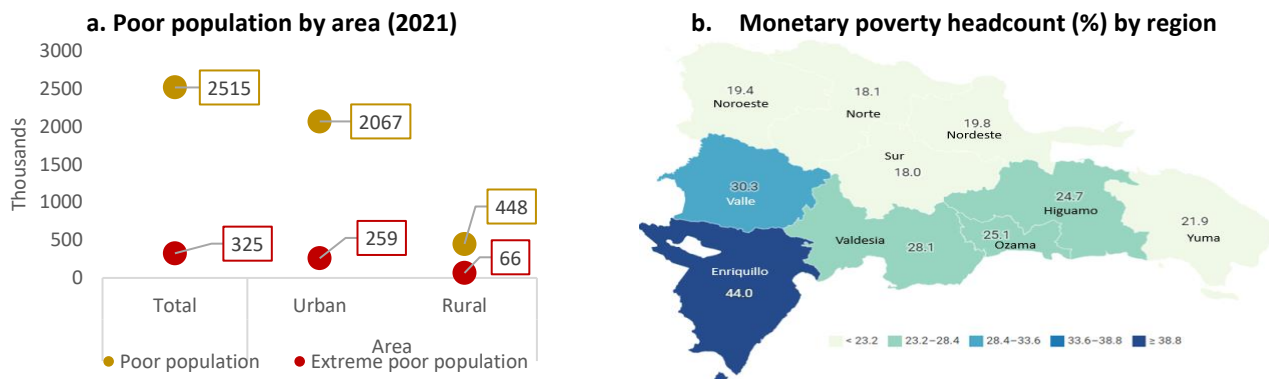 a. Poor population by area (2021)
3000
2500
2000
1500
1000
500
0
Thousands
2515
2067
448
325
259
66
Total
Urban
Rural
Area
Poor population
Extreme poor population
b. Monetary poverty headcount (%) by region
19.4
Noroeste
18.1
Norte
19.8
Nordeste
Sur
18.0
30.3
Valle
24.7
Higuamo
21.9
Yuma
25.1
Ozama
Valdesia
28.1
Enriquillo
44.0
< 23.2
23.2–28.4
28.4–33.6
33.6–38.8
≥ 38.8